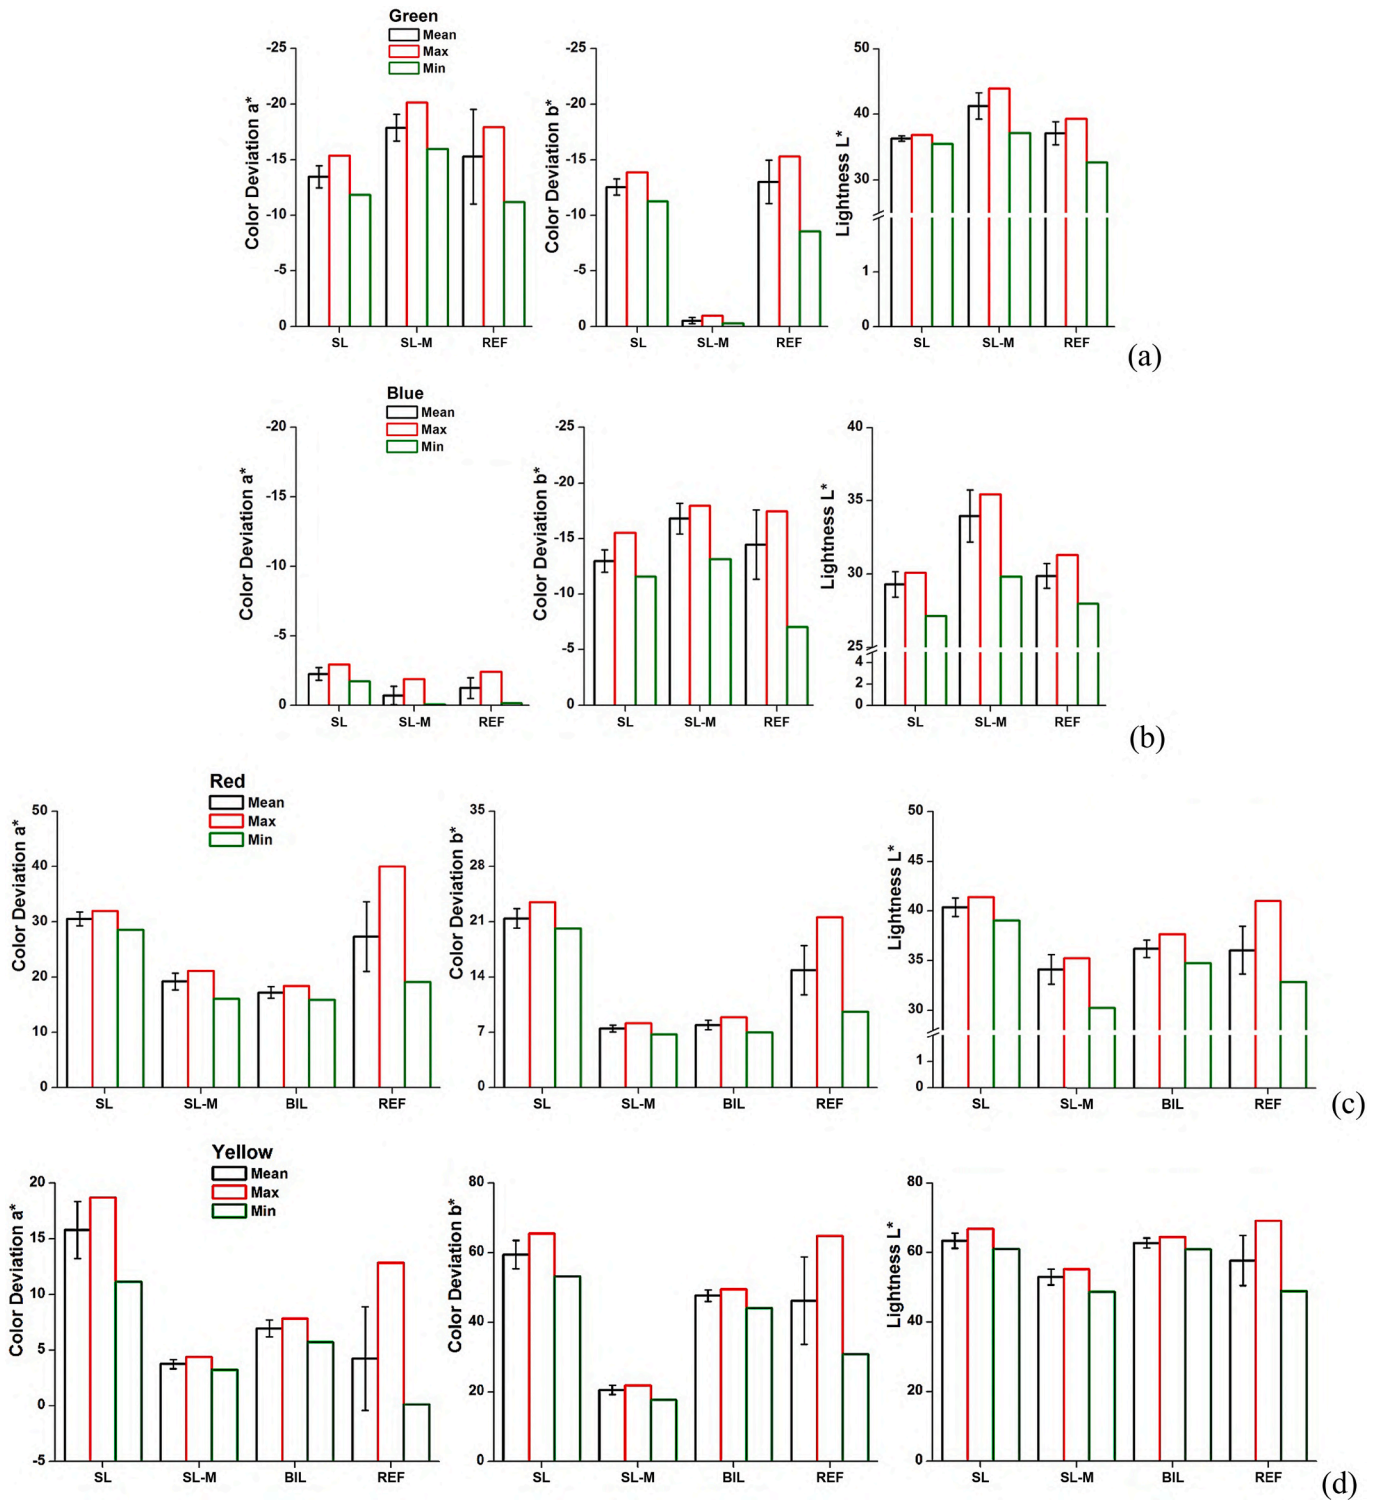 Green
Mean
Max
Min
Color Deviation a*
-25
-20
-15
-10
-5
0
SL
SL-M
REF
Color Deviation b*
-25
-20
-15
-10
-5
0
SL
SL-M
REF
Lightness L*
50
40
30
1
0
SL
SL-M
REF
(a)
Blue
Mean
Max
Min
Color Deviation a*
-20
-15
-10
-5
0
SL
SL-M
REF
Color Deviation b*
-25
-20
-15
-10
-5
0
SL
SL-M
REF
Lightness L*
40
35
30
25
4
2
0
SL
SL-M
REF
(b)
Red
Mean
Max
Min
Color Deviation a*
50
40
30
20
10
0
SL
SL-M
BIL
REF
Color Deviation b*
35
28
21
14
7
0
SL
SL-M
BIL
REF
Lightness L*
50
45
40
35
30
1
0
SL
SL-M
BIL
REF
(c)
Yellow
Mean
Max
Min
Color Deviation a*
20
15
10
5
0
-5
SL
SL-M
BIL
REF
Color Deviation b*
80
60
40
20
0
SL
SL-M
BIL
REF
Lightness L*
80
60
40
20
0
SL
SL-M
BIL
REF
(d)